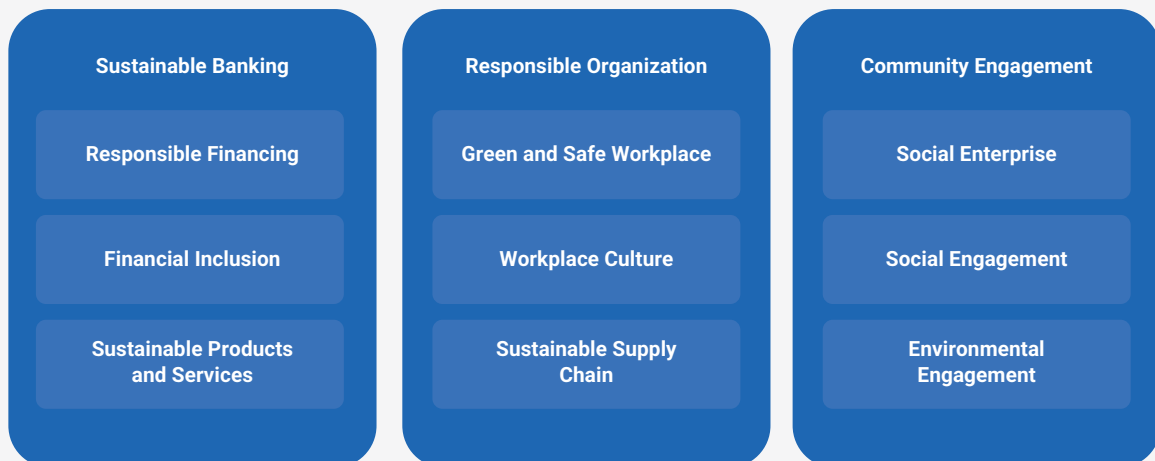 Sustainable Banking
Responsible Financing
Financial Inclusion
Sustainable Products
and Services
Responsible Organization
Green and Safe Workplace
Workplace Culture
Sustainable Supply
Chain
Community Engagement
Social Enterprise
Social Engagement
Environmental
Engagement